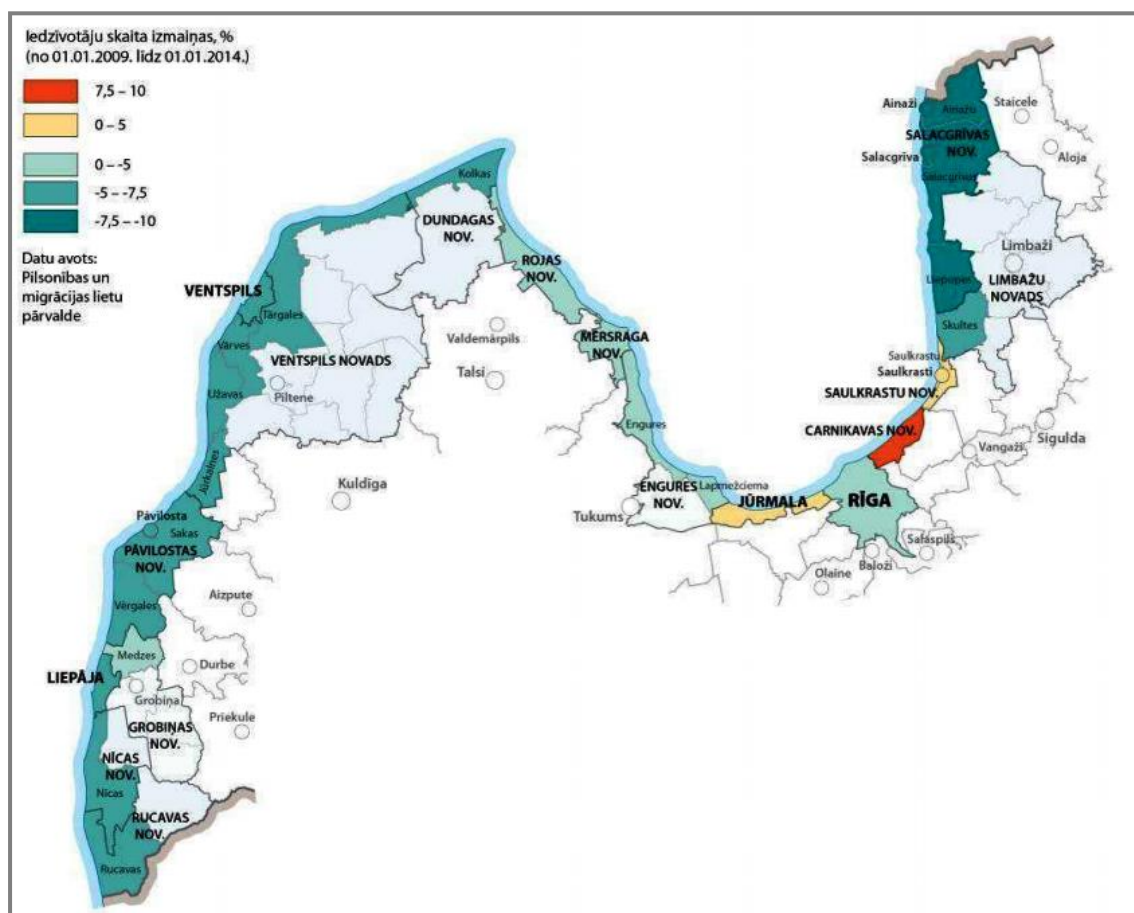 Iedzīvotāju skaita izmaiņas, %
(no 01.01.2009. līdz 01.01.2014.)
7,5 – 10
0 – 5
0 – -5
-5 – -7,5
-7,5 – -10
Datu avots:
Pilsonības un
migrācijas lietu
pārvalde
Ainaži
Ainažu
Staicele
SALACGRĪVAS
NOV.
Salacgrīva
Salacgrīvas
Aloja
Kolkas
DUNDAGAS
NOV.
ROJAS
NOV.
Limbaži
LIMBAŽU
NOVADS
Liepupes
VENTSPILS
Tārgales
Vārves
VENTSPILS NOVADS
Užavas
Piltene
Valdemārpils
Talsi
MĒRSRAGA
NOV.
Skultes
Saulkrastu
Saulkrasti
SAULKRASTU NOV.
CARNIKAVAS NOV.
Sigulda
Vangaži
Engures
Jūrkalnes
Kuldīga
ENGURES
NOV.
Lapmežciema
JŪRMALA
RĪGA
Tukums
Salaspils
Baloži
Olaine
Pāvilosta
Sakas
PĀVILOSTAS
NOV.
Vērgales
Aizpute
Medzes
LIEPĀJA
Durbe
Grobiņa
Priekule
GROBIŅAS
NOV.
NĪCAS
NOV.
Nīcas
RUCAVAS
NOV.
Rucavas